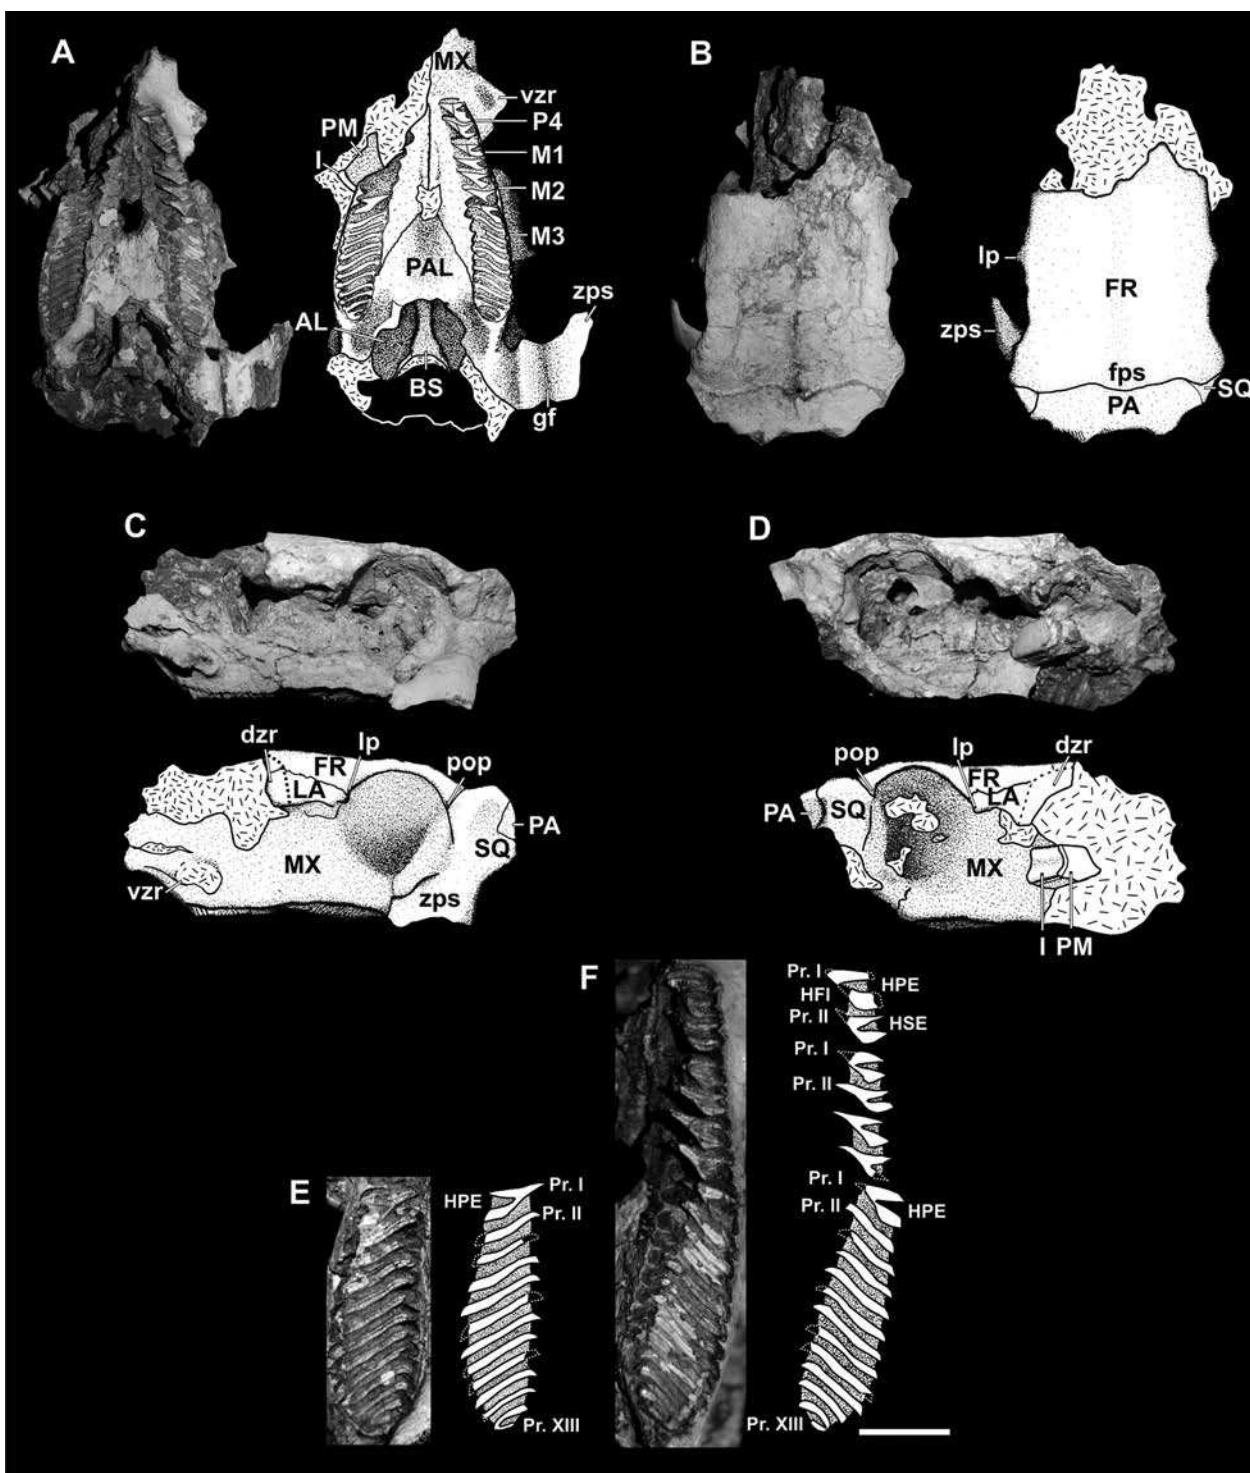 A
MX
vzr
P4
PM
M1
I
M2
M3
PAL
zps
AL
BS
gf
B
lp
FR
zps
fps
SQ
PA
C
dzr
lp
FR
pop
LA
PA
SQ
MX
vzr
zps
D
pop
lp
dzr
FR
LA
PA
SQ
MX
I PM
E
HPE
Pr. I
Pr. II
Pr. XIII
F
Pr. I
HPE
HFI
Pr. II
HSE
Pr. I
Pr. II
Pr. I
Pr. II
HPE
Pr. XIII